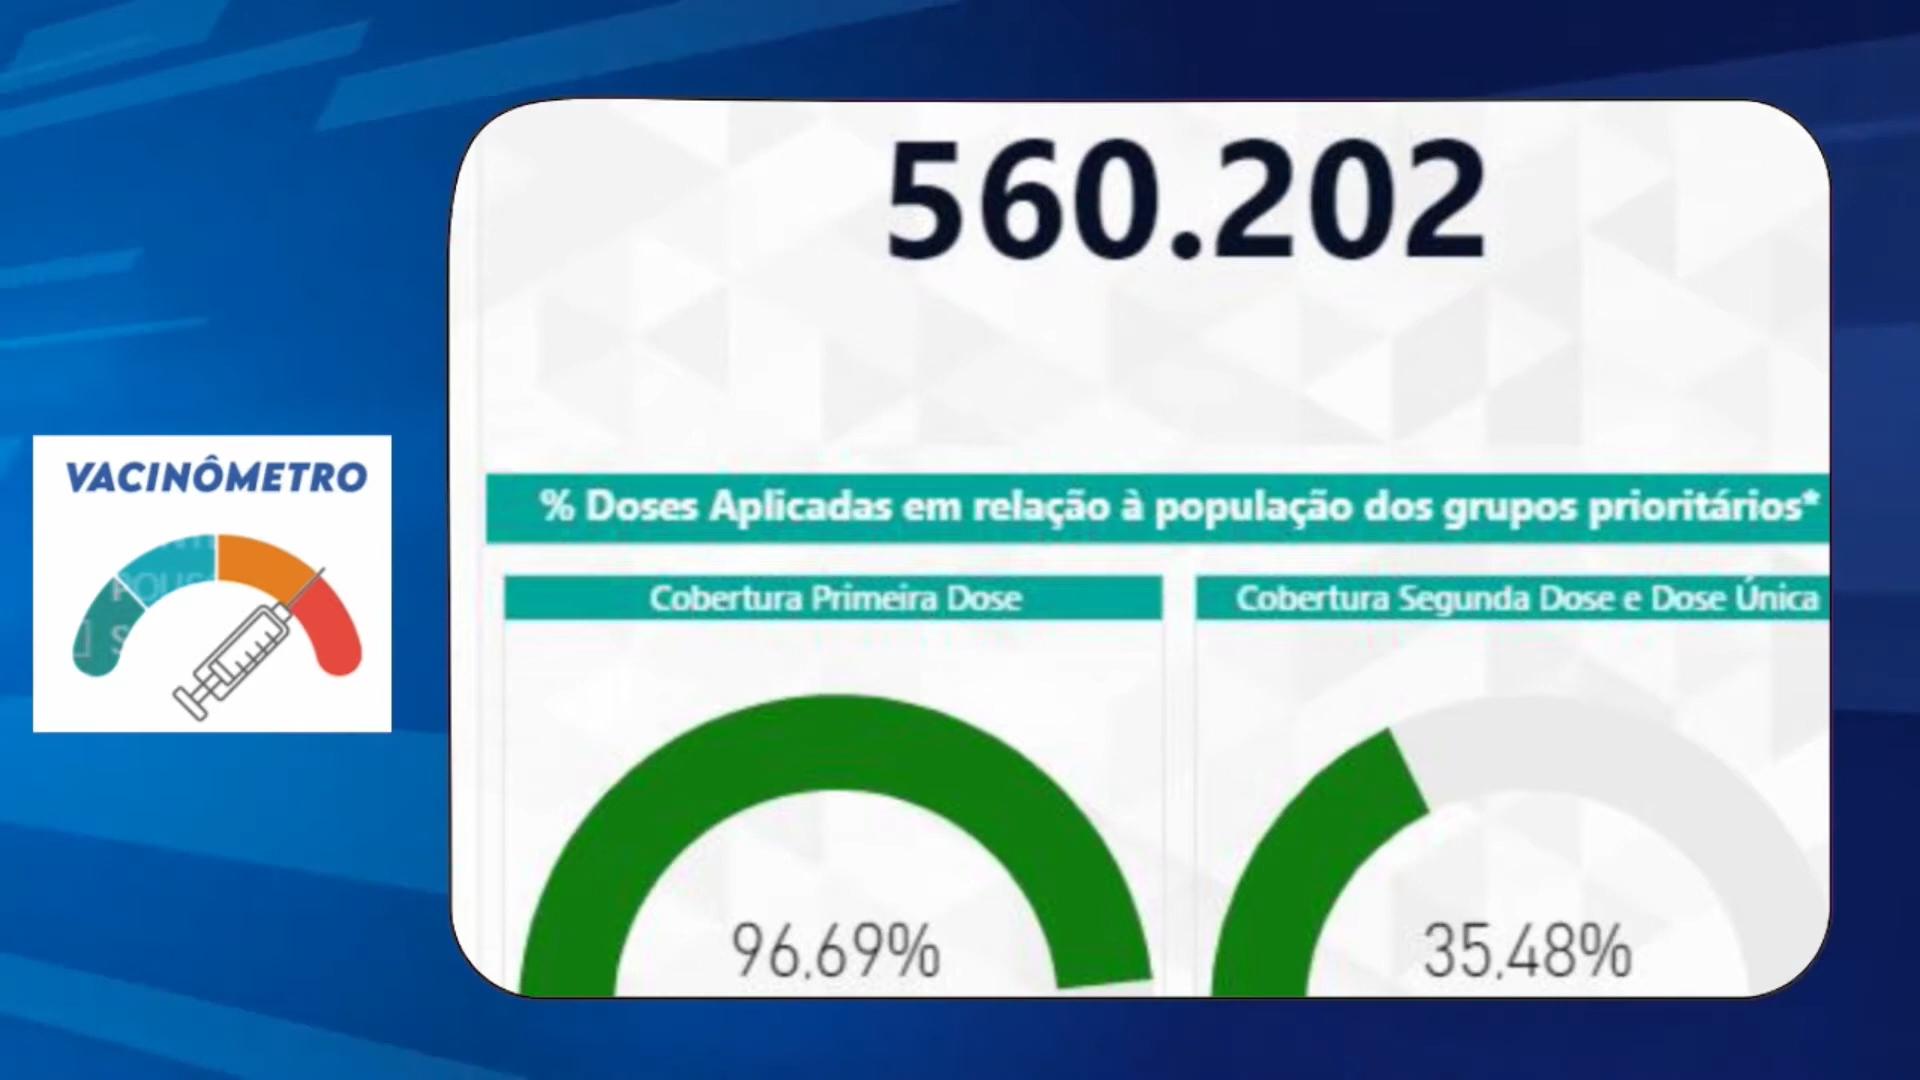 560.202
VACINÔMETRO
% Doses Aplicadas em relação à população dos grupos prioritários*
Cobertura Primeira Dose
Cobertura Segunda Dose e Dose Única
96,69%
35,48%